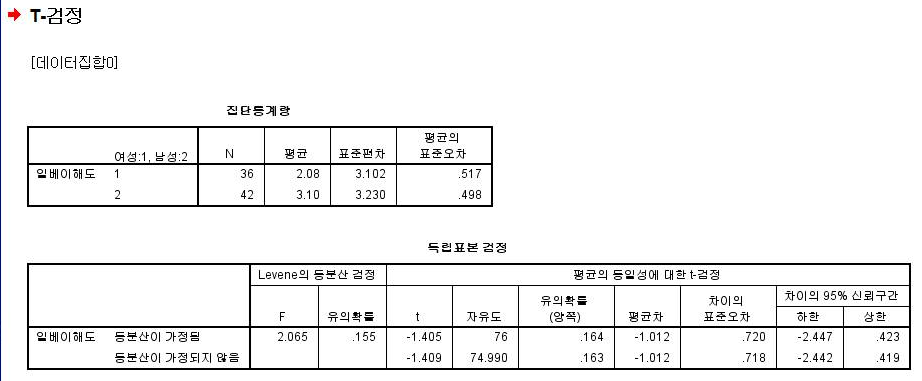 T-검정
[데이터집합0]
집단통계량
여성:1, 남성:2 N 평균 표준편차 평균의 표준오차
일베이해도 1 36 2.08 3.102 .517
2 42 3.10 3.230 .498
독립표본 검정
Levene의 등분산 검정 평균의 동일성에 대한 t-검정
F 유의확률 t 자유도 유의확률 (양쪽) 평균차 차이의 표준오차 차이의 95% 신뢰구간
하한 상한
일베이해도 등분산이 가정됨 2.065 .155 -1.405 76 .164 -1.012 .720 -2.447 .423
등분산이 가정되지 않음 -1.409 74.990 .163 -1.012 .718 -2.442 .419